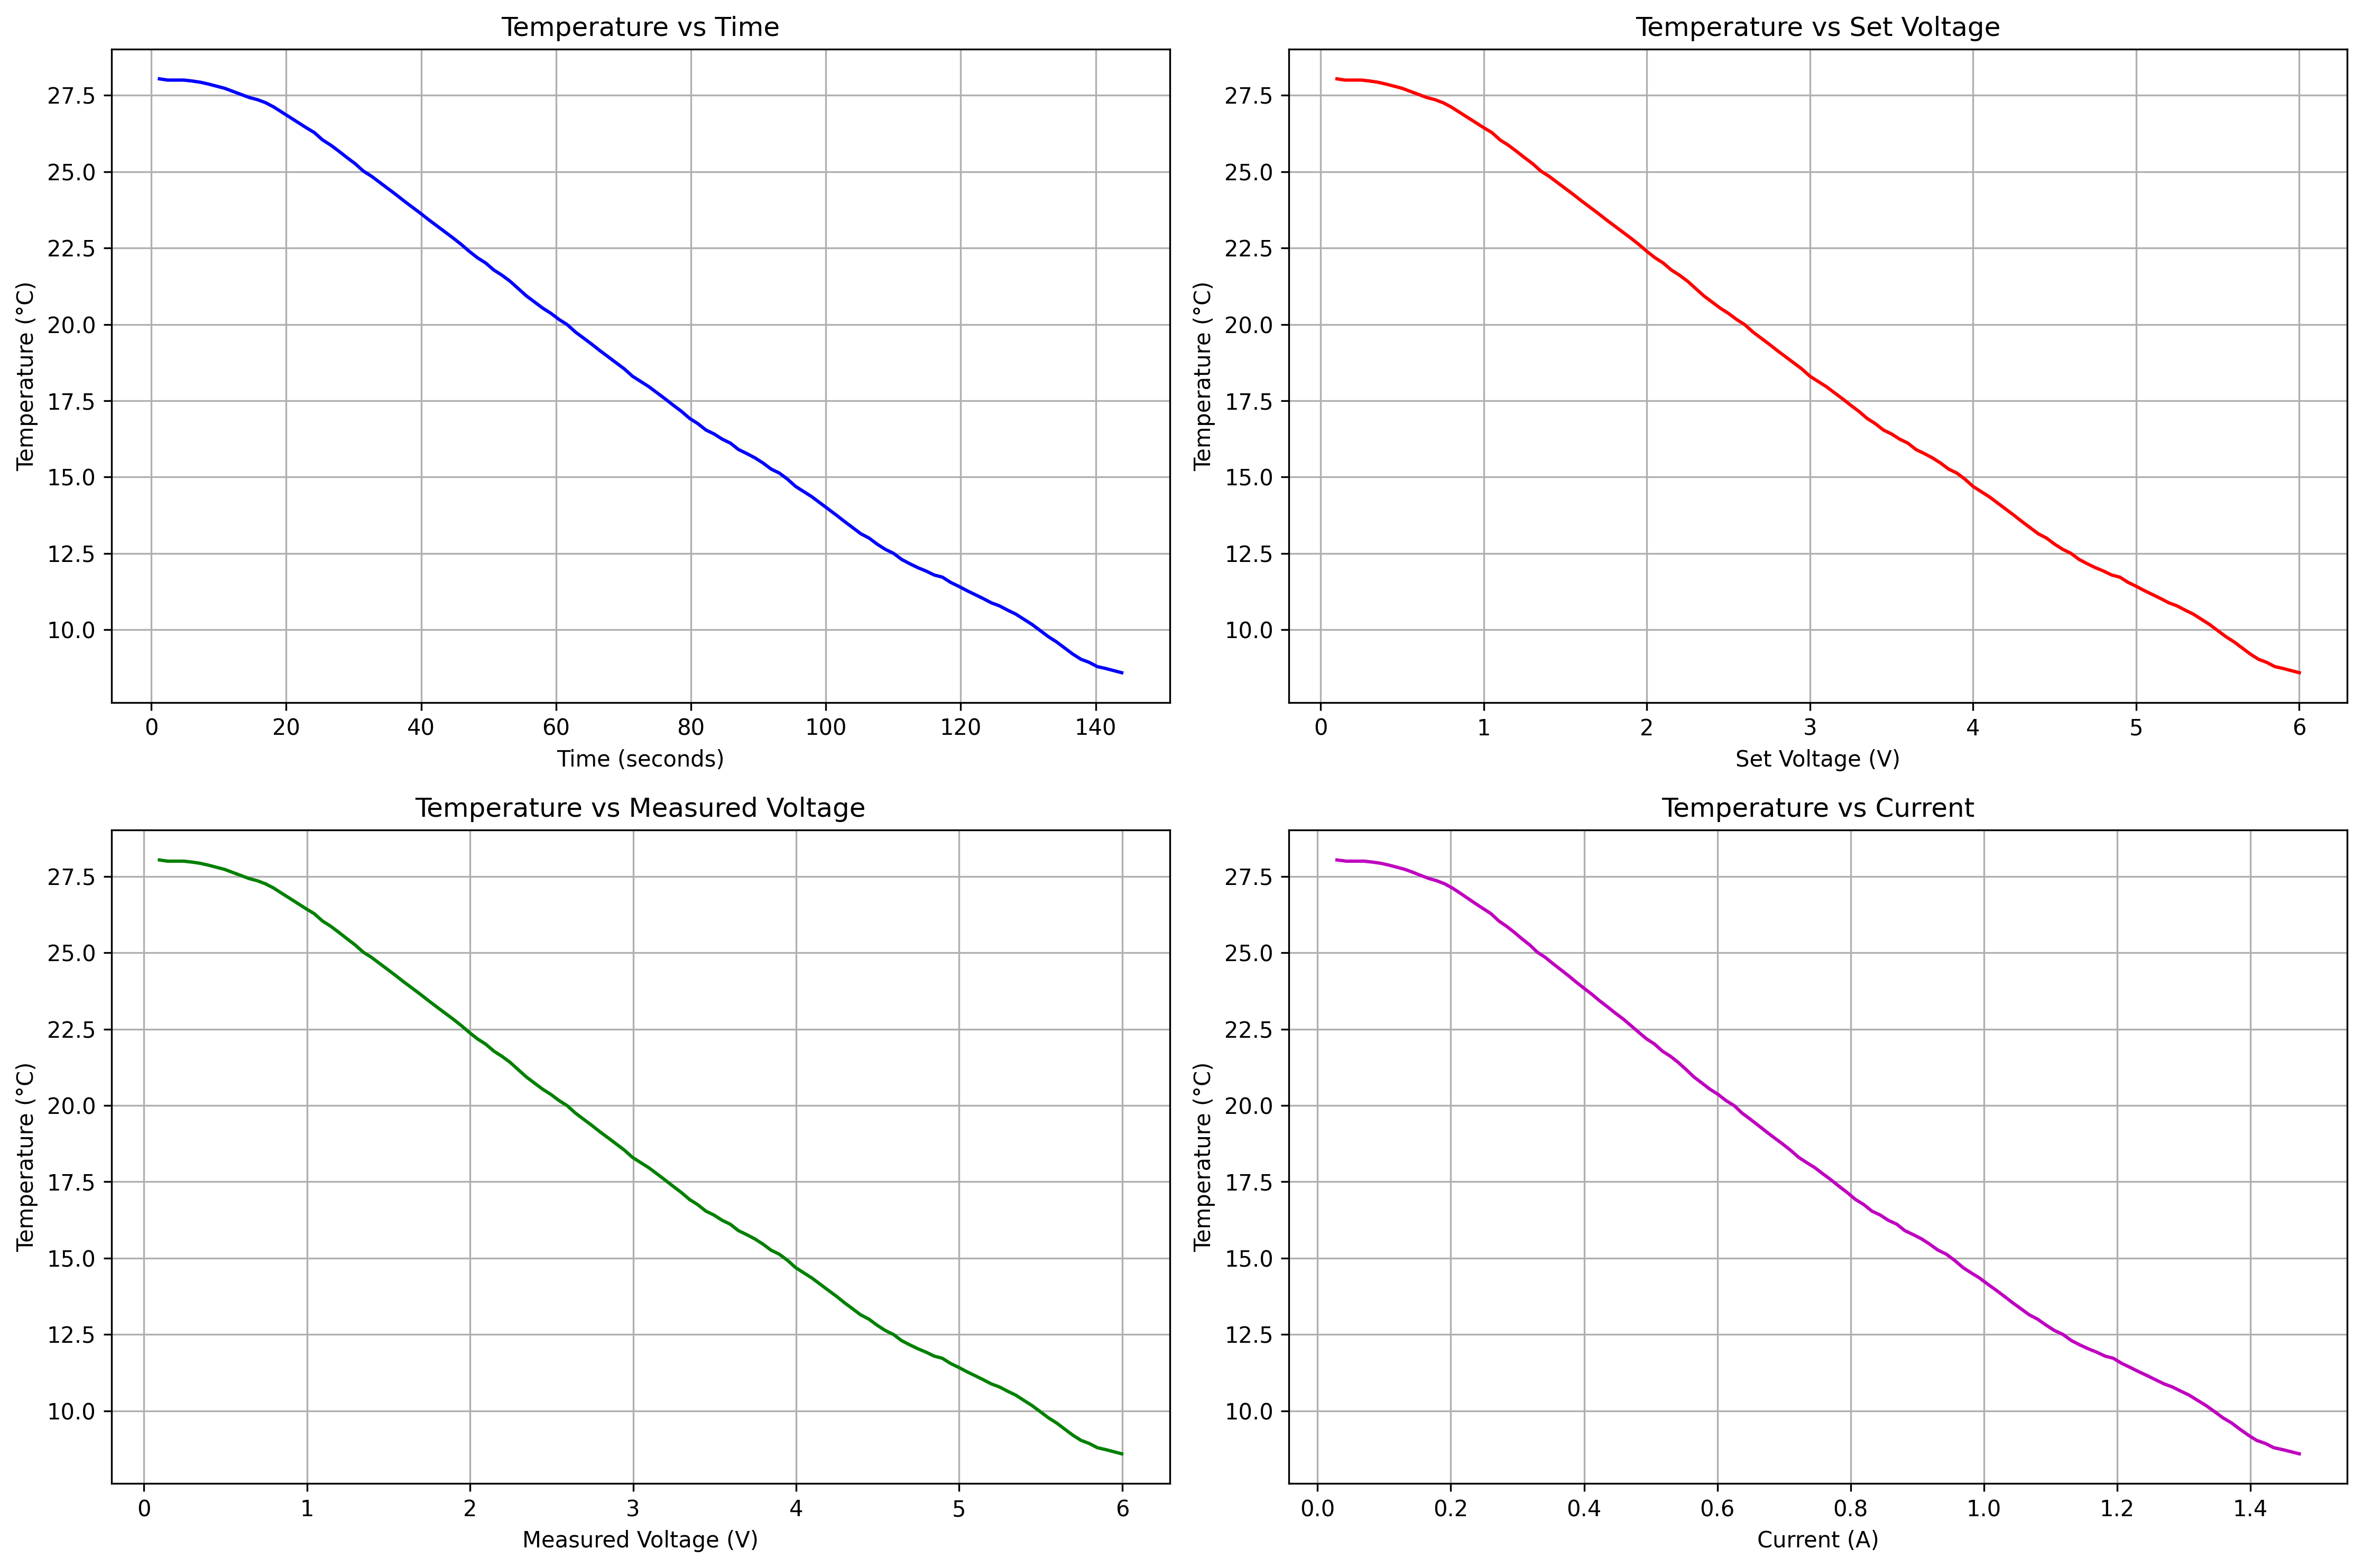 Temperature vs Time
Temperature (°C)
27.5
25.0
22.5
20.0
17.5
15.0
12.5
10.0
0 20 40 60 80 100 120 140
Time (seconds)
Temperature vs Set Voltage
Temperature (°C)
27.5
25.0
22.5
20.0
17.5
15.0
12.5
10.0
0 1 2 3 4 5 6
Set Voltage (V)
Temperature vs Measured Voltage
Temperature (°C)
27.5
25.0
22.5
20.0
17.5
15.0
12.5
10.0
0 1 2 3 4 5 6
Measured Voltage (V)
Temperature vs Current
Temperature (°C)
27.5
25.0
22.5
20.0
17.5
15.0
12.5
10.0
0.0 0.2 0.4 0.6 0.8 1.0 1.2 1.4
Current (A)